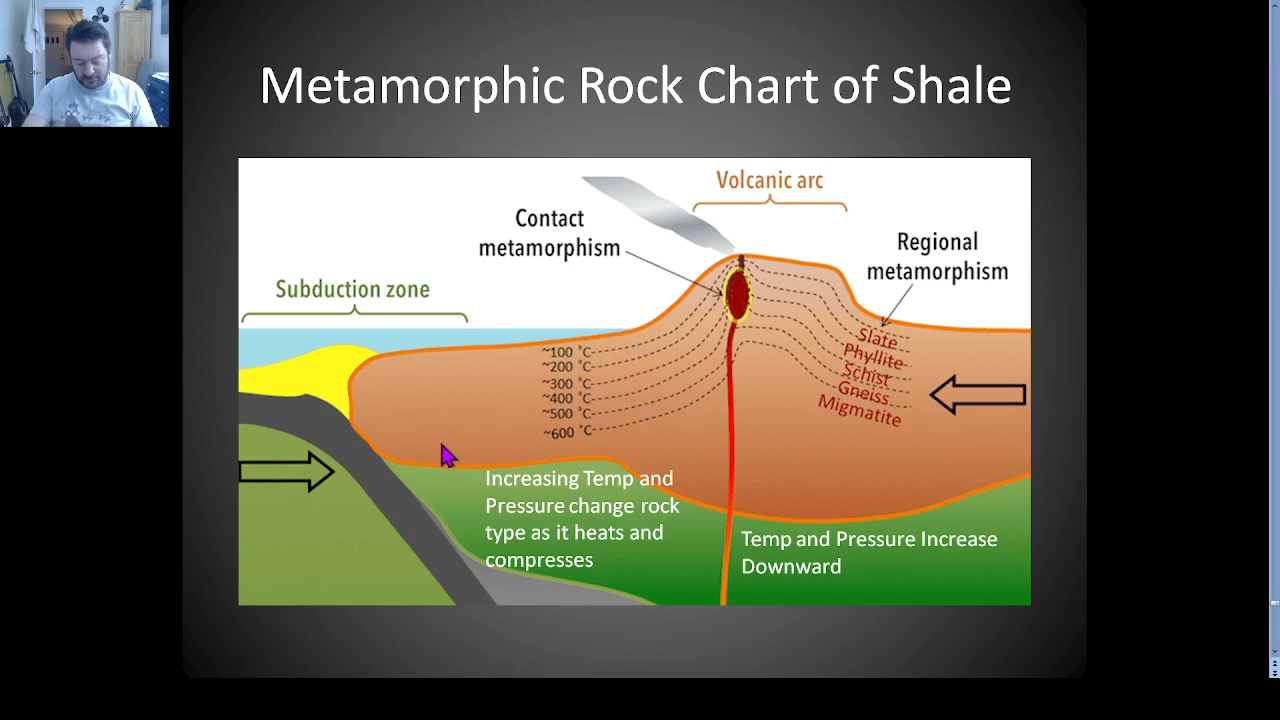 Metamorphic Rock Chart of Shale
Volcanic arc
Contact
metamorphism
Regional
metamorphism
Subduction zone
~100 ˚C
~200 ˚C
~300 ˚C
~400 ˚C
~500 ˚C
~600 ˚C
Slate
Phyllite
Schist
Gneiss
Migmatite
Increasing Temp and
Pressure change rock
type as it heats and
compresses
Temp and Pressure Increase
Downward